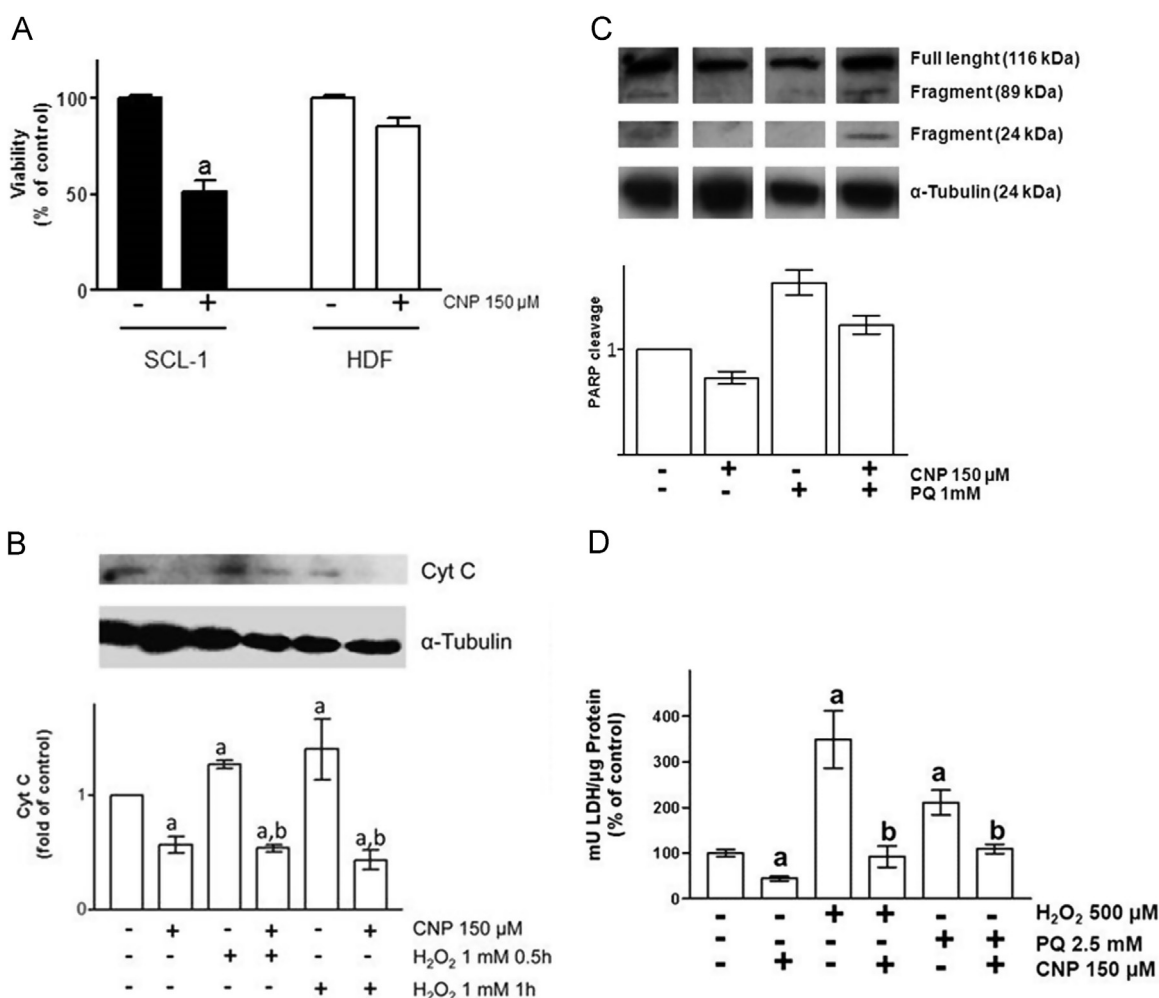 A
Viability
(% of control)
100
50
0
a
- + - + CNP 150 µM
SCL-1 HDF
C
Full lenght (116 kDa)
Fragment (89 kDa)
Fragment (24 kDa)
α-Tubulin (24 kDa)
PARP cleavage
1
- + - + CNP 150 µM
- - + + PQ 1mM
B
Cyt C
α-Tubulin
Cyt C
(fold of control)
1
0
a a a,b a a,b
- + - + - + CNP 150 µM
- - + + - - H₂O₂ 1 mM 0.5h
- - - - + + H₂O₂ 1 mM 1h
D
mU LDH/µg Protein
(% of control)
400
300
200
100
0
a a b a b
- - + + - - H₂O₂ 500 µM
- - - - + + PQ 2.5 mM
- + - + - + CNP 150 µM